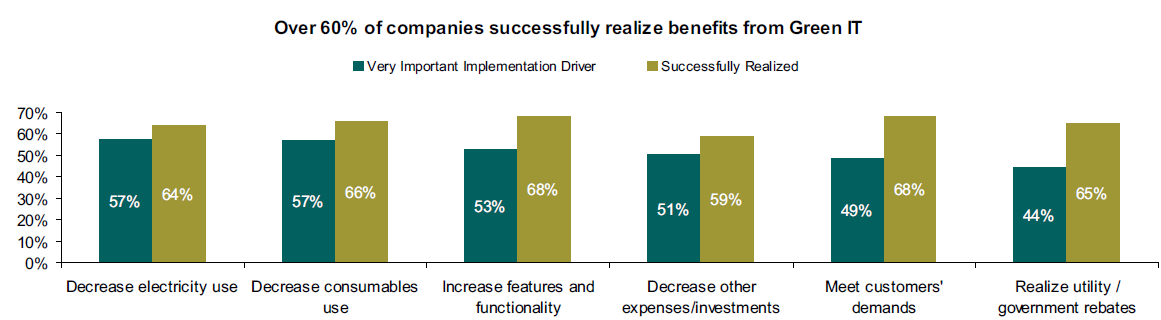 Over 60% of companies successfully realize benefits from Green IT
Very Important Implementation Driver
Successfully Realized
70%
60%
50%
40%
30%
20%
10%
0%
57%
64%
57%
66%
53%
68%
51%
59%
49%
68%
44%
65%
Decrease electricity use
Decrease consumables
use
Increase features and
functionality
Decrease other
expenses/investments
Meet customers'
demands
Realize utility /
government rebates